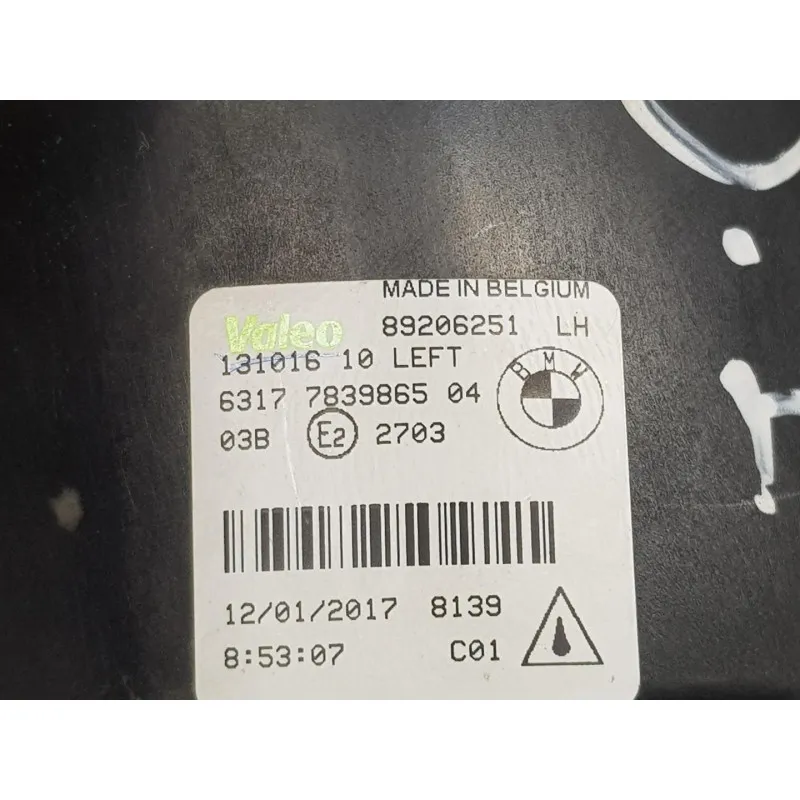 MADE IN BELGIUM
Valeo 89206251 LH
131016 10 LEFT
6317 7839865 04
BMW
03B E2 2703
12/01/2017 8139
8:53:07 C01